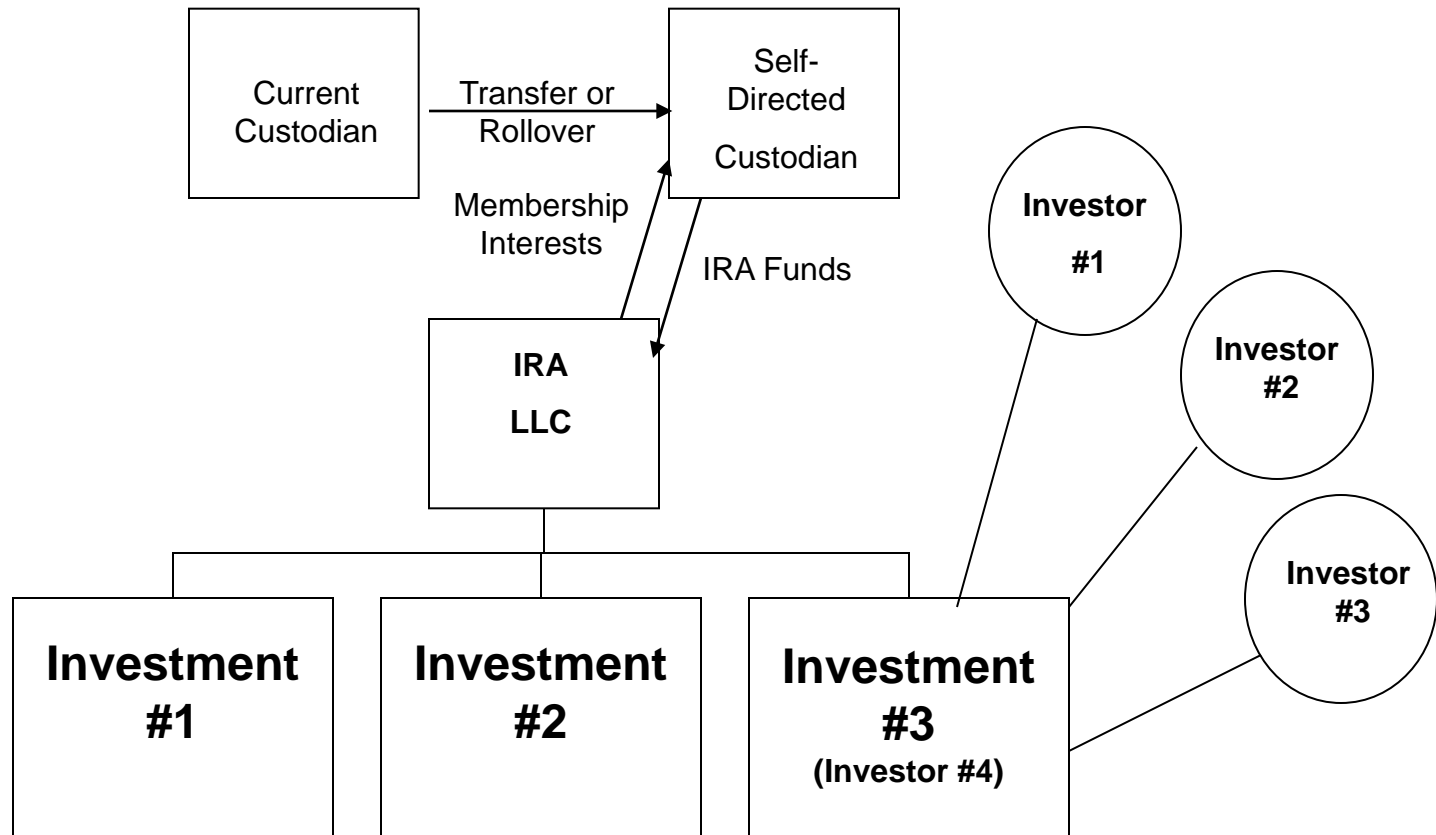 Current
Custodian
Transfer or
Rollover
Self-
Directed
Custodian
Membership
Interests
IRA Funds
Investor
#1
Investor
#2
Investor
#3
IRA
LLC
Investment
#1
Investment
#2
Investment
#3
(Investor #4)